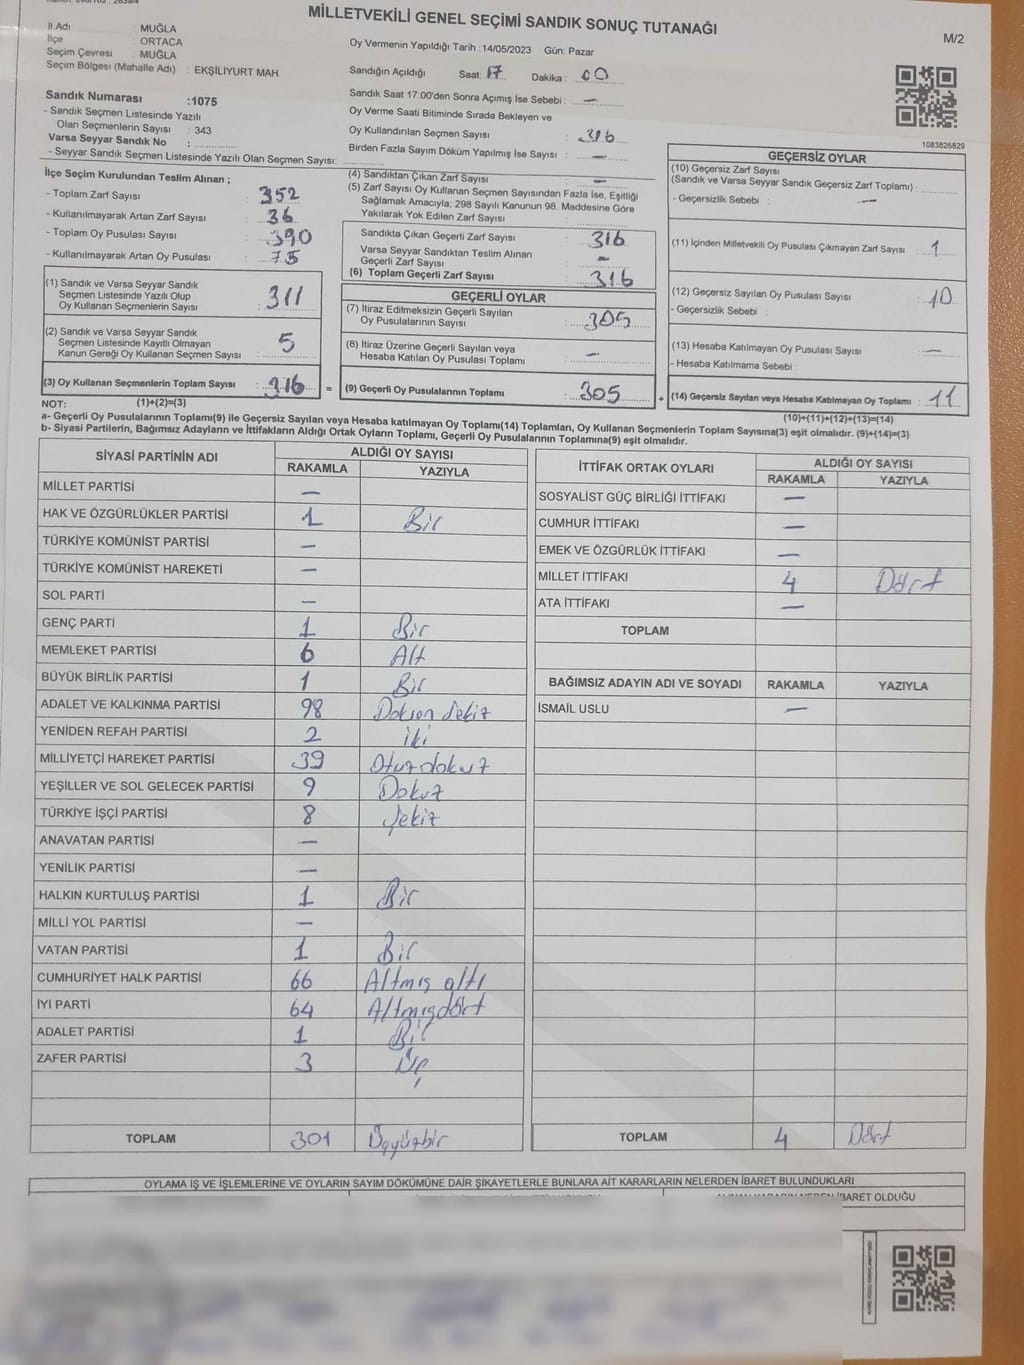 MİLLETVEKİLİ GENEL SEÇİMİ SANDIK SONUÇ TUTANAĞI
M/2
İl Adı : MUĞLA
İlçe : ORTACA
Seçim Çevresi : MUĞLA
Seçim Bölgesi (Mahalle Adı) : EKŞİLİYURT MAH.
Oy Vermenin Yapıldığı Tarih :14/05/2023 Gün: Pazar
Sandığın Açıldığı Saat: 17 Dakika : 00
Sandık Saat 17:00'den Sonra Açımış İse Sebebi : —
Oy Verme Saati Bitiminde Sırada Bekleyen ve
Oy Kullandırılan Seçmen Sayısı : 316
Birden Fazla Sayım Döküm Yapılmış İse Sayısı : —
Sandık Numarası :1075
- Sandık Seçmen Listesinde Yazılı
Olan Seçmenlerin Sayısı : 343
Varsa Seyyar Sandık No :
- Seyyar Sandık Seçmen Listesinde Yazılı Olan Seçmen Sayısı:
1083826829
İlçe Seçim Kurulundan Teslim Alınan ;
- Toplam Zarf Sayısı : 352
- Kullanılmayarak Artan Zarf Sayısı : 36
- Toplam Oy Pusulası Sayısı : 390
- Kullanılmayarak Artan Oy Pusulası : 75
(1) Sandık ve Varsa Seyyar Sandık
Seçmen Listesinde Yazılı Olup
Oy Kullanan Seçmenlerin Sayısı : 311
(2) Sandık ve Varsa Seyyar Sandık
Seçmen Listesinde Kayıtlı Olmayan
Kanun Gereği Oy Kullanan Seçmen Sayısı : 5
(3) Oy Kullanan Seçmenlerin Toplam Sayısı : 316 =
(4) Sandıktan Çıkan Zarf Sayısı : —
(5) Zarf Sayısı Oy Kullanan Seçmen Sayısından Fazla İse, Eşitliği
Sağlamak Amacıyla; 298 Sayılı Kanunun 98. Maddesine Göre
Yakılarak Yok Edilen Zarf Sayısı :
Sandıkta Çıkan Geçerli Zarf Sayısı : 316
Varsa Seyyar Sandıktan Teslim Alınan
Geçerli Zarf Sayısı : —
(6) Toplam Geçerli Zarf Sayısı : 316
GEÇERLİ OYLAR
(7) İtiraz Edilmeksizin Geçerli Sayılan
Oy Pusulalarının Sayısı : 305
(8) İtiraz Üzerine Geçerli Sayılan veya
Hesaba Katılan Oy Pusulası Toplamı : —
(9) Geçerli Oy Pusulalarının Toplamı : 305 +
GEÇERSİZ OYLAR
(10) Geçersiz Zarf Sayısı
(Sandık ve Varsa Seyyar Sandık Geçersiz Zarf Toplamı) :
- Geçersizlik Sebebi : —
(11) İçinden Milletvekili Oy Pusulası Çıkmayan Zarf Sayısı : 1
(12) Geçersiz Sayılan Oy Pusulası Sayısı : 10
- Geçersizlik Sebebi :
(13) Hesaba Katılmayan Oy Pusulası Sayısı : —
- Hesaba Katılmama Sebebi :
(14) Geçersiz Sayılan veya Hesaba Katılmayan Oy Toplamı : 11
NOT: (1)+(2)=(3)
(10)+(11)+(12)+(13)=(14)
a- Geçerli Oy Pusulalarının Toplamı(9) ile Geçersiz Sayılan veya Hesaba katılmayan Oy Toplamı(14) Toplamları, Oy Kullanan Seçmenlerin Toplam Sayısına(3) eşit olmalıdır. (9)+(14)=(3)
b- Siyasi Partilerin, Bağımsız Adayların ve İttifakların Aldığı Ortak Oyların Toplamı, Geçerli Oy Pusulalarının Toplamına(9) eşit olmalıdır.
SİYASİ PARTİNİN ADI ALDIĞI OY SAYISI
RAKAMLA YAZIYLA
MİLLET PARTİSİ —
HAK VE ÖZGÜRLÜKLER PARTİSİ 1 Bir
TÜRKİYE KOMÜNİST PARTİSİ —
TÜRKİYE KOMÜNİST HAREKETİ —
SOL PARTİ —
GENÇ PARTİ 1 Bir
MEMLEKET PARTİSİ 6 Altı
BÜYÜK BİRLİK PARTİSİ 1 Bir
ADALET VE KALKINMA PARTİSİ 98 Doksan sekiz
YENİDEN REFAH PARTİSİ 2 iki
MİLLİYETÇİ HAREKET PARTİSİ 39 Otuzdokuz
YEŞİLLER VE SOL GELECEK PARTİSİ 9 Dokuz
TÜRKİYE İŞÇİ PARTİSİ 8 Sekiz
ANAVATAN PARTİSİ —
YENİLİK PARTİSİ —
HALKIN KURTULUŞ PARTİSİ 1 Bir
MİLLİ YOL PARTİSİ —
VATAN PARTİSİ 1 Bir
CUMHURİYET HALK PARTİSİ 66 Altmış altı
İYİ PARTİ 64 Altmışdört
ADALET PARTİSİ 1 Bir
ZAFER PARTİSİ 3 Üç
TOPLAM 301 Üçyüzbir
İTTİFAK ORTAK OYLARI ALDIĞI OY SAYISI
RAKAMLA YAZIYLA
SOSYALİST GÜÇ BİRLİĞİ İTTİFAKI —
CUMHUR İTTİFAKI —
EMEK VE ÖZGÜRLÜK İTTİFAKI —
MİLLET İTTİFAKI 4 Dört
ATA İTTİFAKI —
TOPLAM
BAĞIMSIZ ADAYIN ADI VE SOYADI RAKAMLA YAZIYLA
İSMAİL USLU —
TOPLAM 4 Dört
OYLAMA İŞ VE İŞLEMLERİNE VE OYLARIN SAYIM DÖKÜMÜNE DAİR ŞİKAYETLERLE BUNLARA AİT KARARLARIN NELERDEN İBARET BULUNDUKLARI
İBARET OLDUĞU